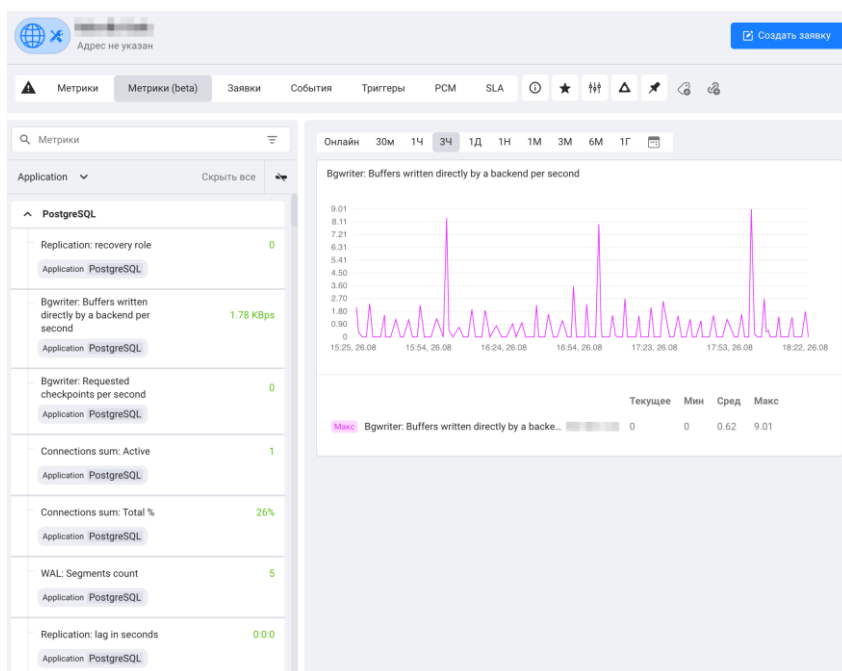 Адрес не указан
Создать заявку
Метрики
Метрики (beta)
Заявки
События
Триггеры
РСМ
SLA
Метрики
Application
Скрыть все
PostgreSQL
Replication: recovery role
0
Application PostgreSQL
Bgwriter: Buffers written
directly by a backend per
second
1.78 KBps
Application PostgreSQL
Bgwriter: Requested
checkpoints per second
0
Application PostgreSQL
Connections sum: Active
1
Application PostgreSQL
Connections sum: Total %
26%
Application PostgreSQL
WAL: Segments count
5
Application PostgreSQL
Replication: lag in seconds
0:0:0
Application PostgreSQL
Онлайн 30м 1Ч 3Ч 1Д 1Н 1М 3М 6М 1Г
Bgwriter: Buffers written directly by a backend per second
9.01
8.11
7.21
6.31
5.41
4.50
3.60
2.70
1.80
0.90
0
15:25, 26.08 15:54, 26.08 16:24, 26.08 16:54, 26.08 17:23, 26.08 17:53, 26.08 18:22, 26.08
Текущее Мин Сред Макс
Макс Bgwriter: Buffers written directly by a backe... 0 0 0.62 9.01